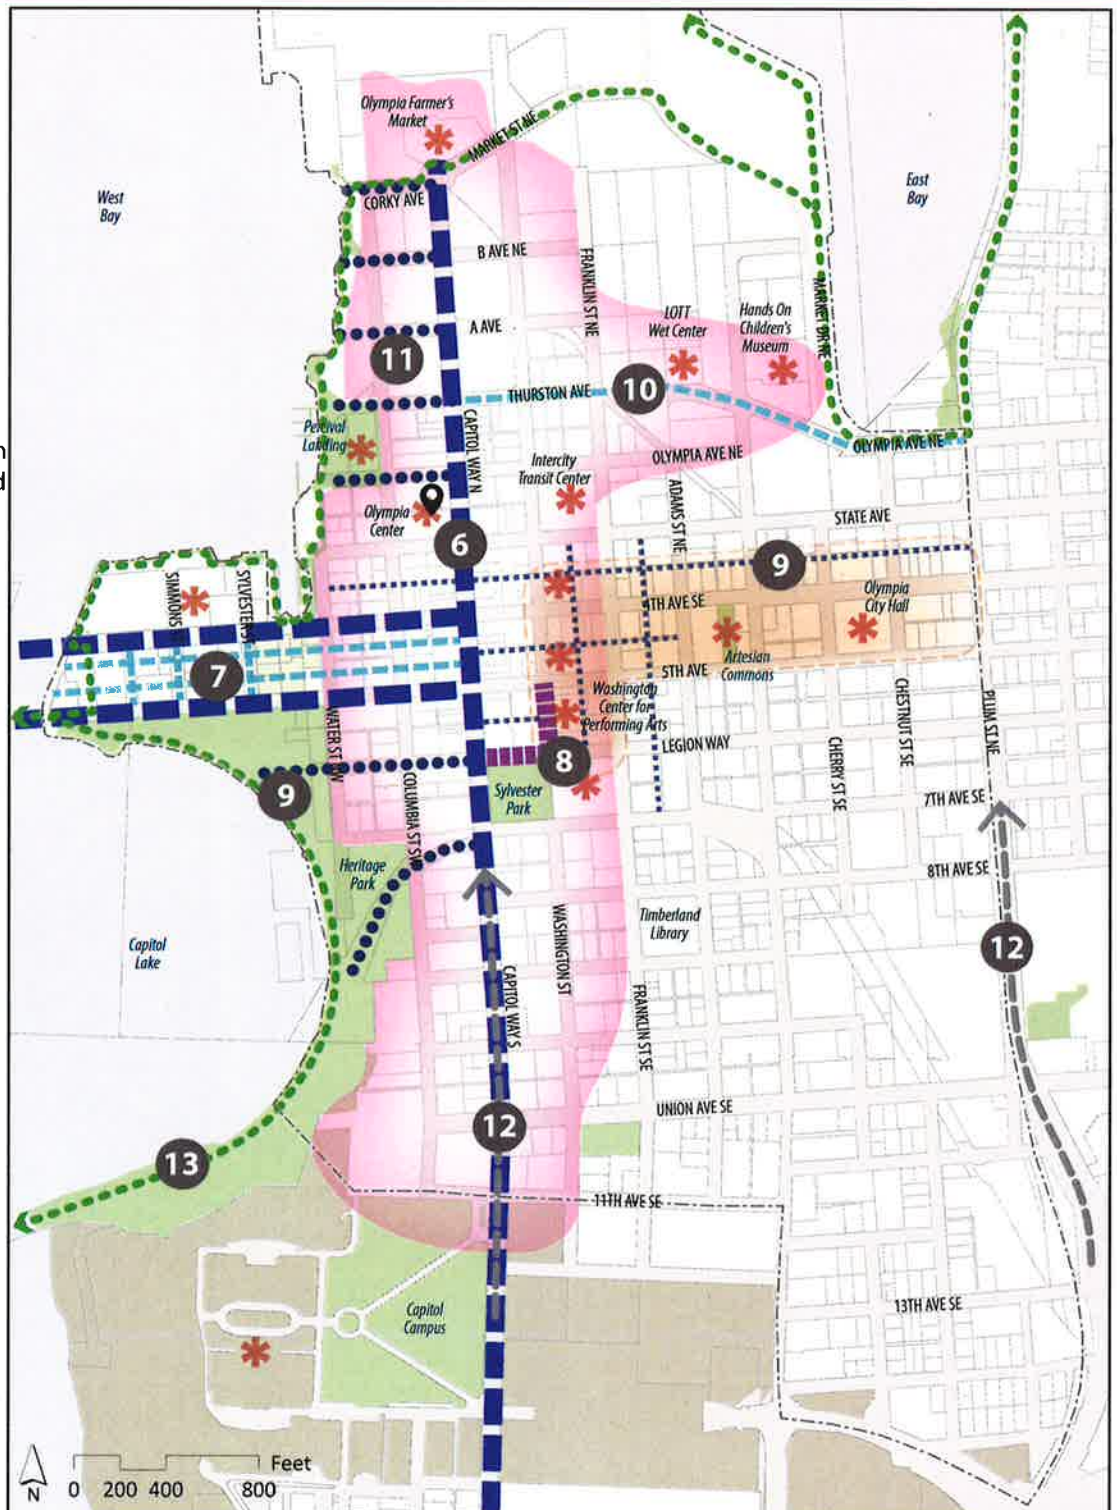 Olympia Farmer's
Market
MARKET ST NE
West
Bay
East
Bay
CORKY AVE
B AVE NE
FRANKLIN ST NE
MARKET DR NE
LOTT
Wet Center
Hands On
Children's
Museum
A AVE
11
10
THURSTON AVE
CAPITOL WAY N
Percival
Landing
OLYMPIA AVE NE
OLYMPIA AVE NE
Intercity
Transit Center
ADAMS ST NE
Olympia
Center
STATE AVE
6
9
SIMMONS
SYLVESTER ST
4TH AVE SE
Olympia
City Hall
7
Artesian
Commons
5TH AVE
Washington
Center for
Performing Arts
WATER ST SW
CHESTNUT ST SE
PLUM ST NE
LEGION WAY
CHERRY ST SE
8
9
Sylvester
Park
COLUMBIA ST SW
7TH AVE SE
Heritage
Park
8TH AVE SE
WASHINGTON ST
Timberland
Library
Capitol
Lake
12
CAPITOL WAY S
FRANKLIN ST SE
UNION AVE SE
12
13
11TH AVE SE
Capitol
Campus
13TH AVE SE
N
Feet
0 200 400 800